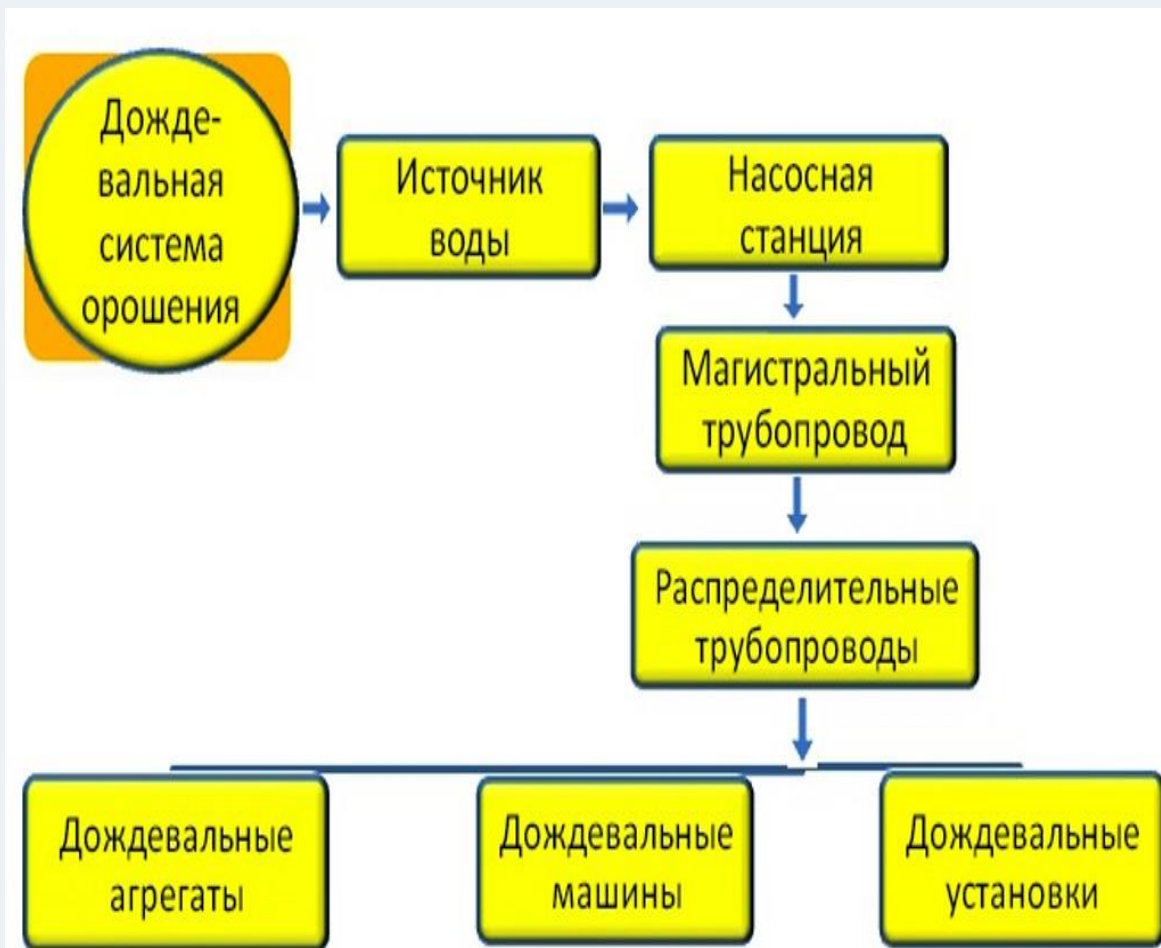 Дожде-
вальная
система
орошения
Источник
воды
Насосная
станция
Магистральный
трубопровод
Распределительные
трубопроводы
Дождевальные
агрегаты
Дождевальные
машины
Дождевальные
установки